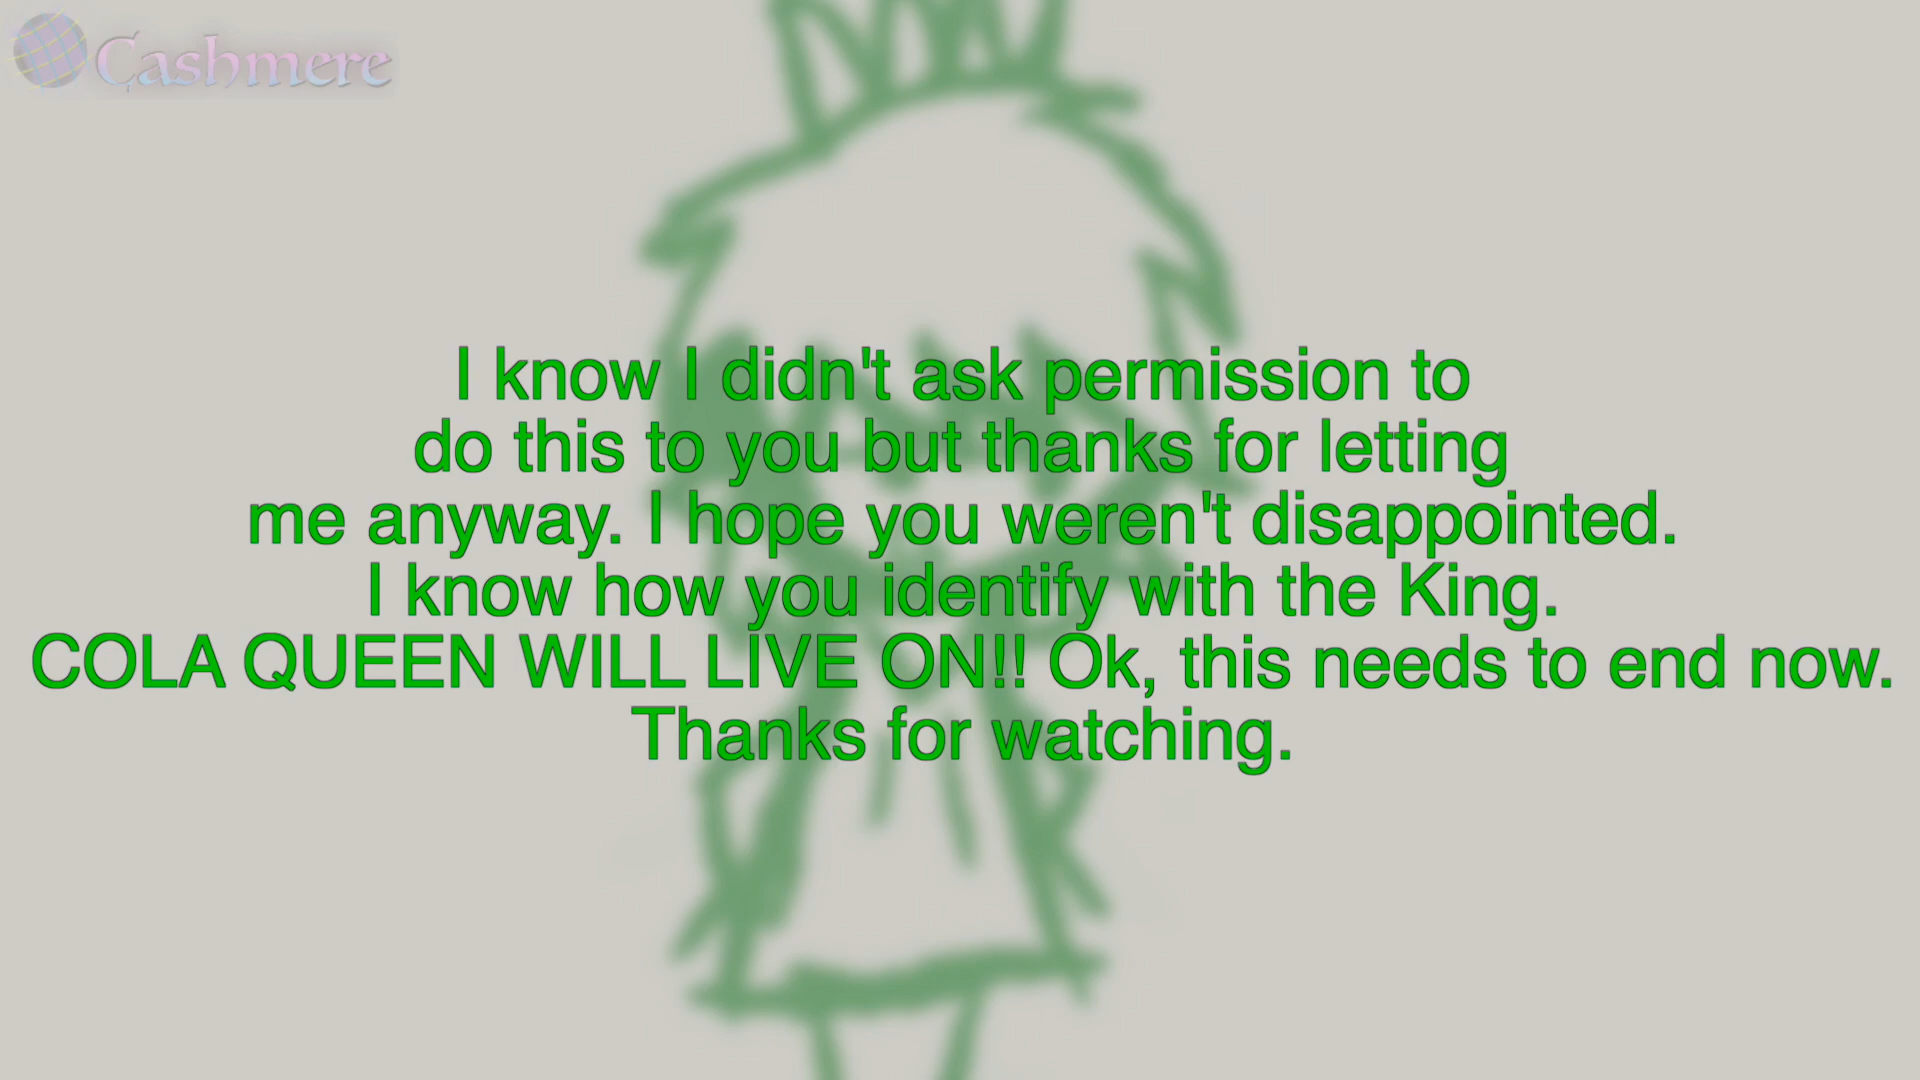 Cashmere
I know I didn't ask permission to
do this to you but thanks for letting
me anyway. I hope you weren't disappointed.
I know how you identify with the King.
COLA QUEEN WILL LIVE ON!! Ok, this needs to end now.
Thanks for watching.